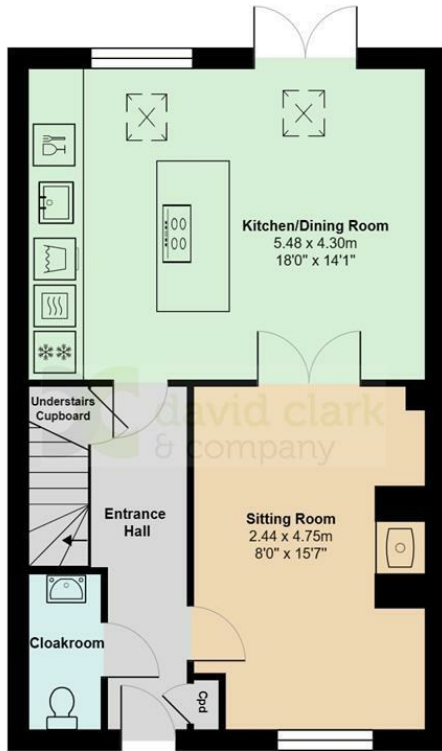 Kitchen/Dining Room
5.48 x 4.30m
18'0" x 14'1"
Understairs
Cupboard
david clark
& company
Entrance
Hall
Sitting Room
2.44 x 4.75m
8'0" x 15'7"
Cloakroom
Cpd